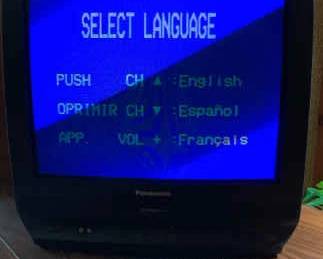 SELECT LANGUAGE
PUSH CH ▲ :English
OPRIMIR CH ▼ :Español
APP. VOL + :Français
Panasonic